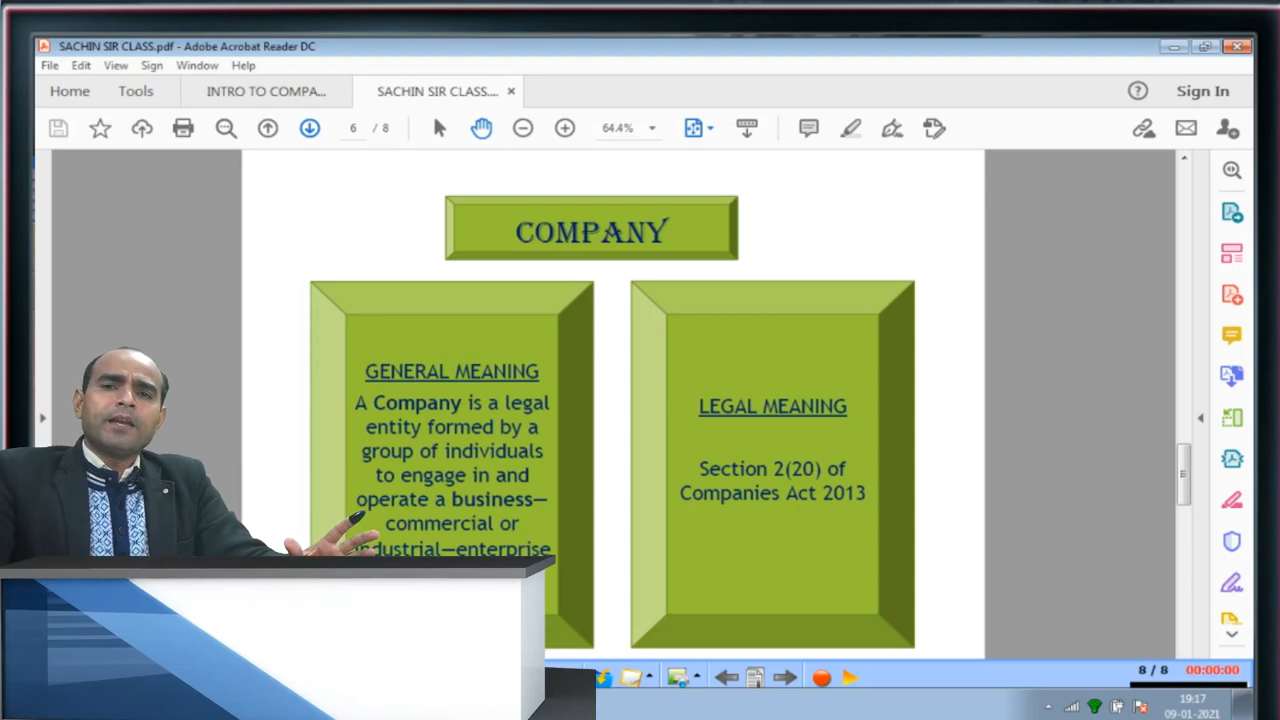 SACHIN SIR CLASS.pdf - Adobe Acrobat Reader DC
File Edit View Sign Window Help
Home Tools INTRO TO COMPA... SACHIN SIR CLASS.... ×
Sign In
6 / 8
64.4%
COMPANY
GENERAL MEANING
A Company is a legal
entity formed by a
group of individuals
to engage in and
operate a business—
commercial or
industrial—enterprise
LEGAL MEANING
Section 2(20) of
Companies Act 2013
8 / 8 00:00:00
19:17
09-01-2021